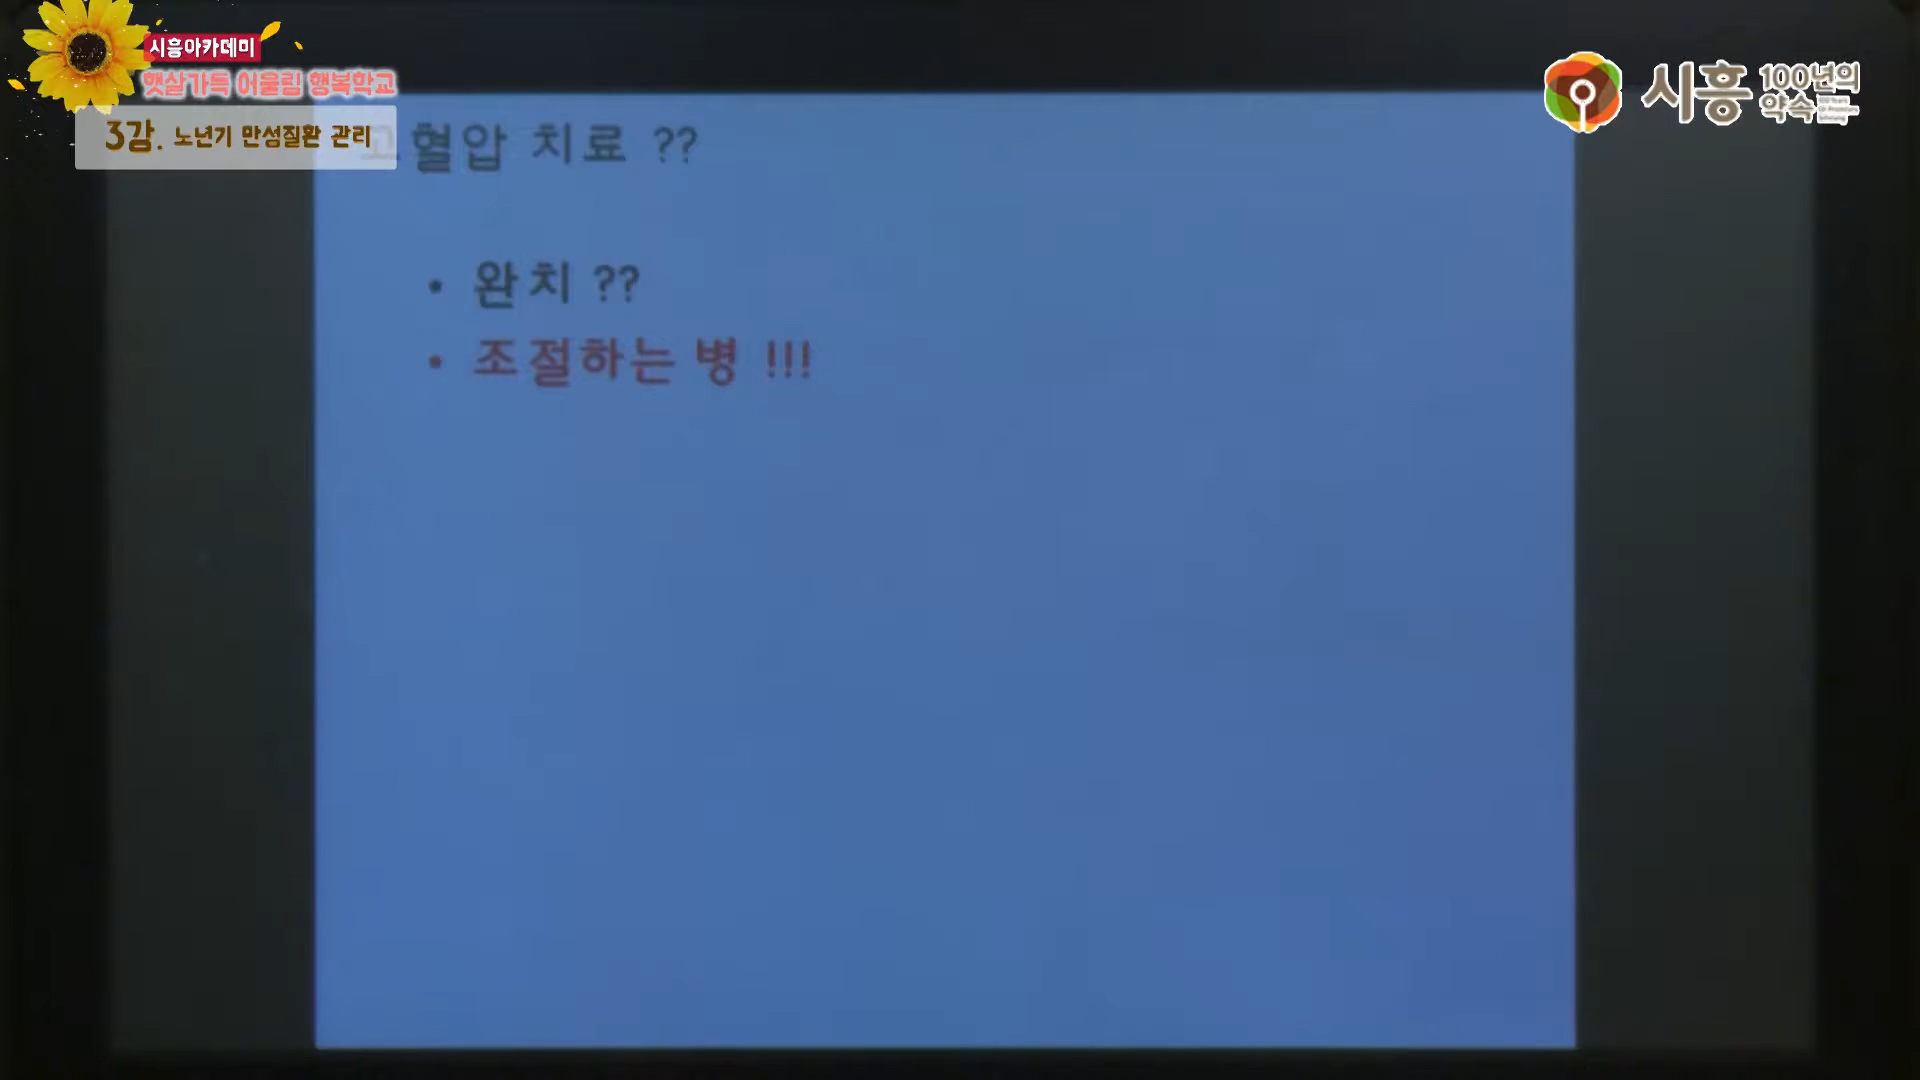 시흥아카데미
햇살가득 어울림 행복학교
3강. 노년기 만성질환 관리
시흥 100년의
약속
고혈압 치료 ??
• 완치 ??
• 조절하는 병 !!!